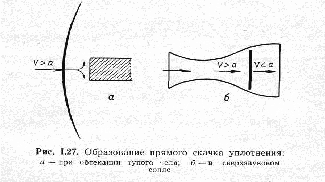 V>a
а
V>a V<a
б
Рис. I.27. Образование прямого скачка уплотнения:
а — при обтекании тупого тела; б — в сверхзвуковом
сопле